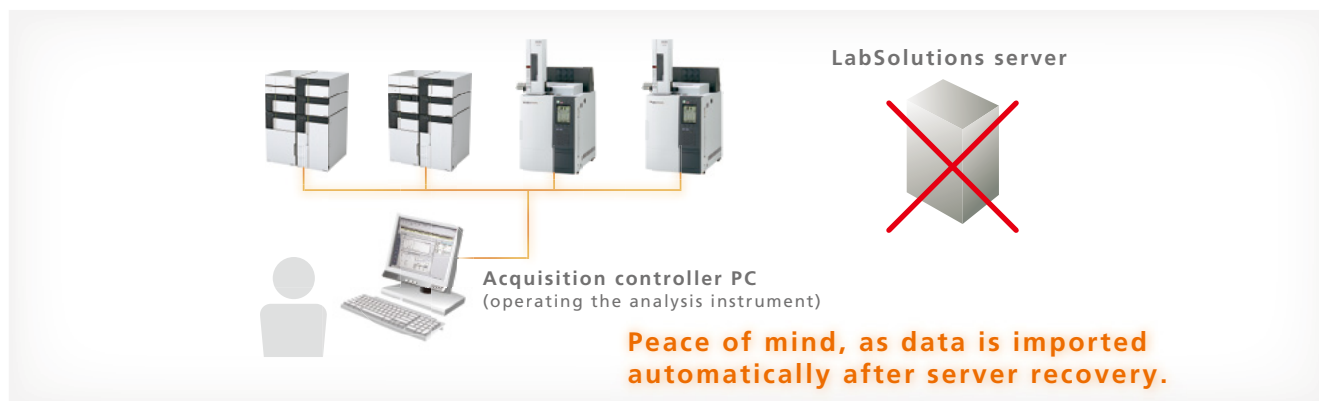 LabSolutions server
Acquisition controller PC
(operating the analysis instrument)
Peace of mind, as data is imported
automatically after server recovery.